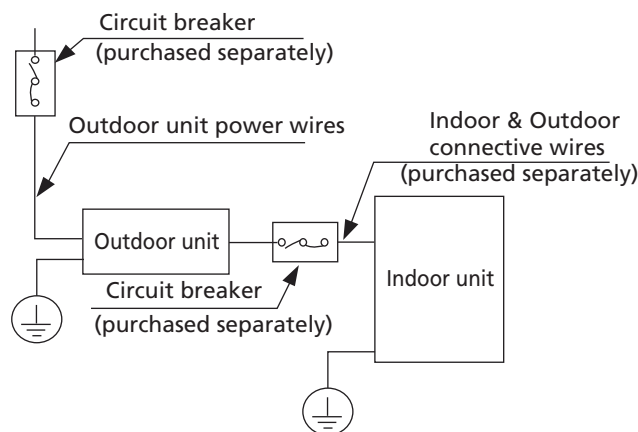 Circuit breaker
(purchased separately)
Outdoor unit power wires
Indoor & Outdoor
connective wires
(purchased separately)
Outdoor unit
Indoor unit
Circuit breaker
(purchased separately)